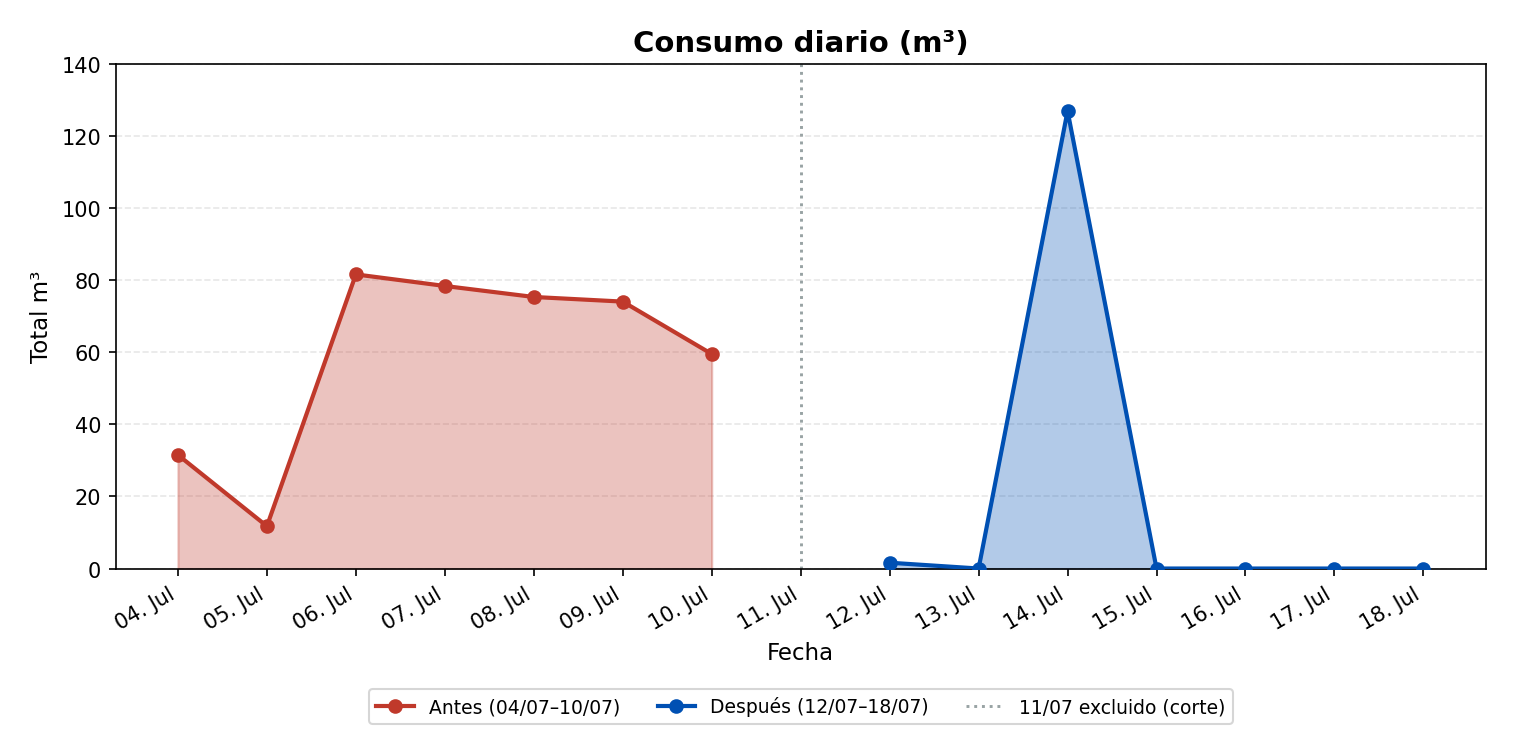 Consumo diario (m³)
Total m³
140
120
100
80
60
40
20
0
04. Jul
05. Jul
06. Jul
07. Jul
08. Jul
09. Jul
10. Jul
11. Jul
12. Jul
13. Jul
14. Jul
15. Jul
16. Jul
17. Jul
18. Jul
Fecha
Antes (04/07–10/07)
Después (12/07–18/07)
11/07 excluido (corte)